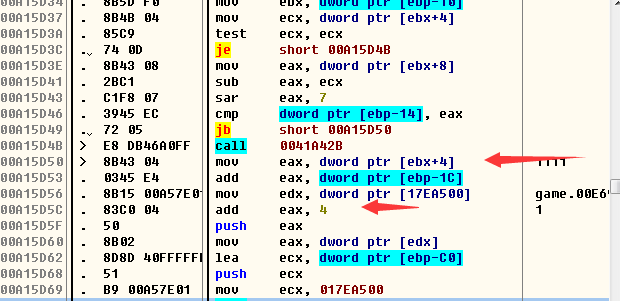 00A15D34 . 8B5D F0 mov ebx, dword ptr [ebp-10]
00A15D37 . 8B4B 04 mov ecx, dword ptr [ebx+4]
00A15D3A . 85C9 test ecx, ecx
00A15D3C . 74 0D je short 00A15D4B
00A15D3E . 8B43 08 mov eax, dword ptr [ebx+8]
00A15D41 . 2BC1 sub eax, ecx
00A15D43 . C1F8 07 sar eax, 7
00A15D46 . 3945 EC cmp dword ptr [ebp-14], eax
00A15D49 . 72 05 jb short 00A15D50
00A15D4B > E8 DB46A0FF call 0041A42B
00A15D50 > 8B43 04 mov eax, dword ptr [ebx+4] 1111
00A15D53 . 0345 E4 add eax, dword ptr [ebp-1C]
00A15D56 . 8B15 00A57E01 mov edx, dword ptr [17EA500] game.00E6
00A15D5C . 83C0 04 add eax, 4 1
00A15D5F . 50 push eax
00A15D60 . 8B02 mov eax, dword ptr [edx]
00A15D62 . 8D8D 40FFFFFF lea ecx, dword ptr [ebp-C0]
00A15D68 . 51 push ecx
00A15D69 . B9 00A57E01 mov ecx, 017EA500